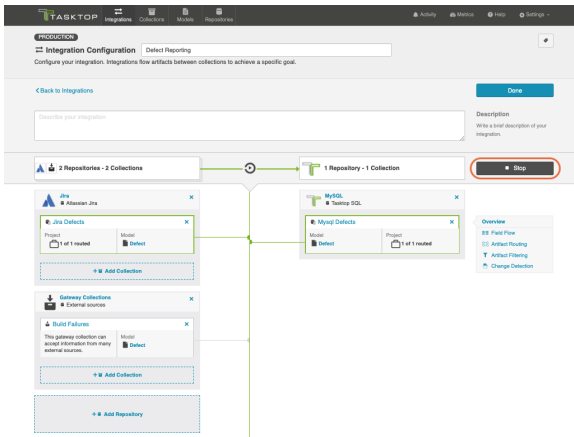 TASKTOP
Integrations
Collections
Models
Repositories
Activity
Metrics
Help
Settings
PRODUCTION
Integration Configuration
Defect Reporting
Configure your integration. Integrations flow artifacts between collections to achieve a specific goal.
Back to Integrations
Done
Describe your integration
Description
Write a brief description of your
integration.
2 Repositories - 2 Collections
1 Repository - 1 Collection
Stop
Jira
Atlassian Jira
Jira Defects
Project
1 of 1 routed
Model
Defect
+ Add Collection
MySQL
Tasktop SQL
Mysql Defects
Model
Defect
Project
1 of 1 routed
Overview
Field Flow
Artifact Routing
Artifact Filtering
Change Detection
Gateway Collections
External sources
Build Failures
This gateway collection can
accept information from many
external sources.
Model
Defect
+ Add Collection
+ Add Repository